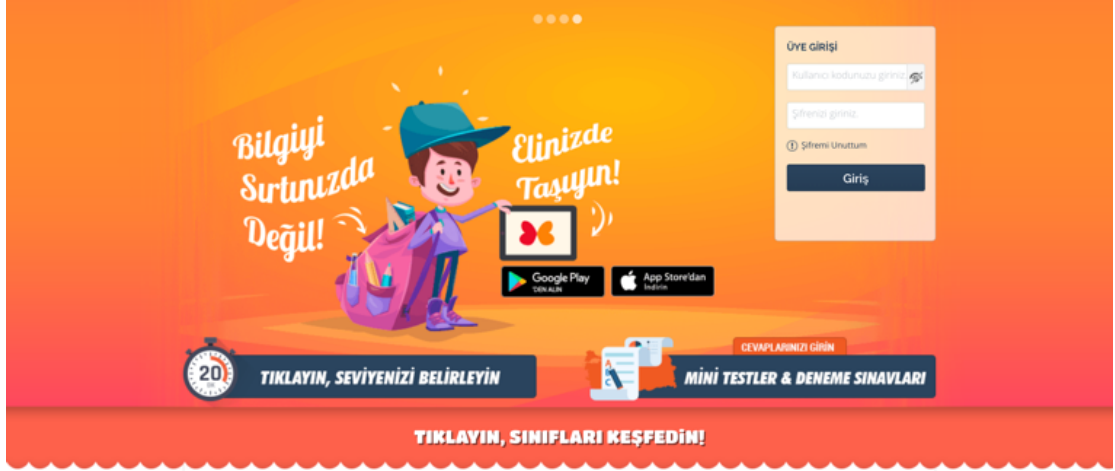 ÜYE GİRİŞİ
Kullanıcı kodunuzu giriniz.
Şifrenizi giriniz.
Şifremi Unuttum
Giriş
Bilgiyi
Sırtınızda
Değil!
Elinizde
Taşıyın!
Google Play
'DEN ALIN
App Store'dan
İndirin
CEVAPLARINIZI GİRİN
20
TIKLAYIN, SEVİYENİZİ BELİRLEYİN
A
B
C
MİNİ TESTLER & DENEME SINAVLARI
TIKLAYIN, SINIFLARI KEŞFEDİN!